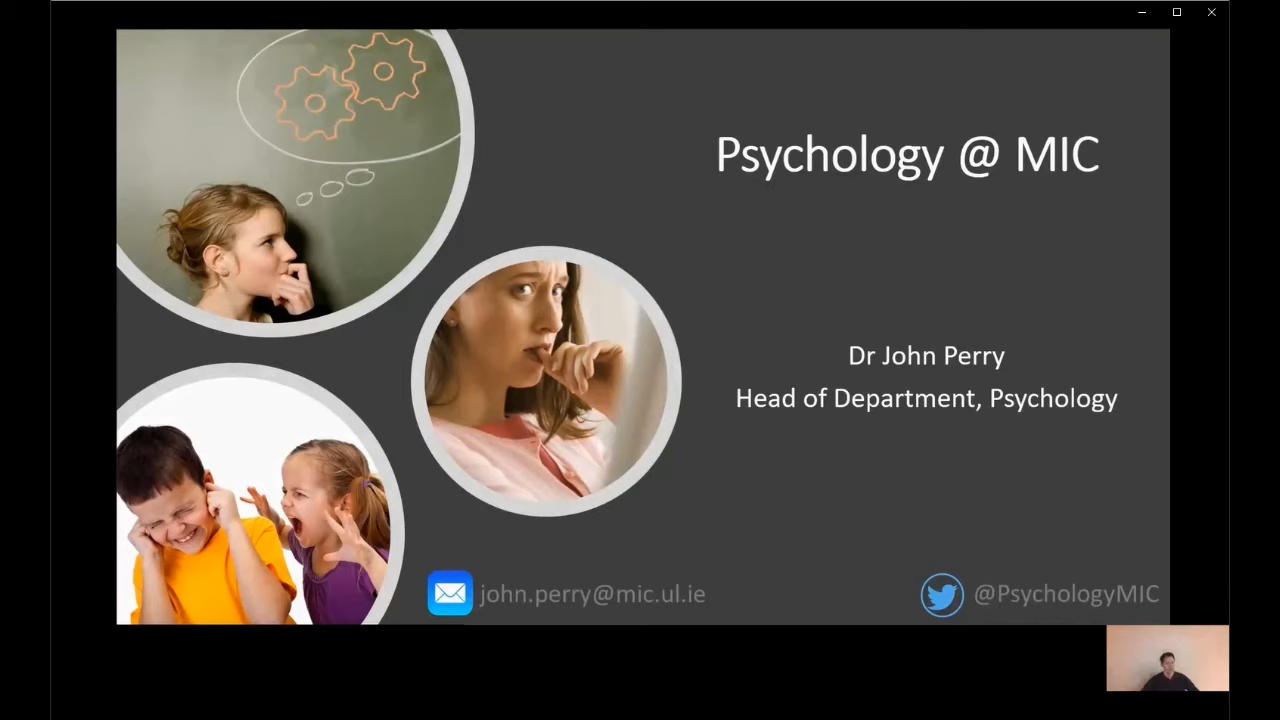 Psychology @ MIC
Dr John Perry
Head of Department, Psychology
john.perry@mic.ul.ie
@PsychologyMIC